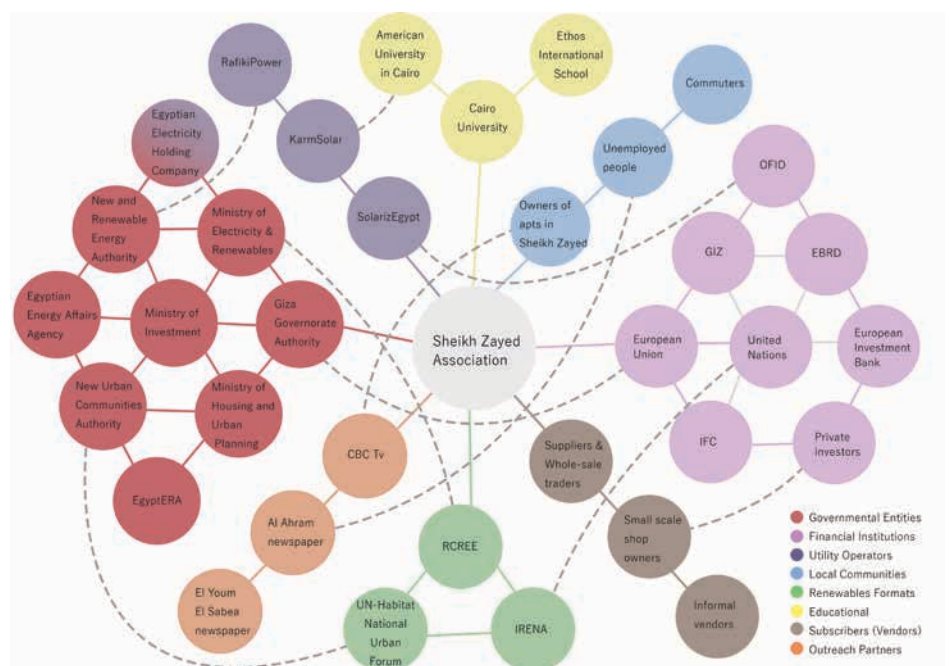 American
University
in Cairo
Ethos
International
School
RafikiPower
Commuters
Egyptian
Electricity
Holding
Company
KarmSolar
Cairo
University
Unemployed
people
OFID
New and
Renewable
Energy
Authority
Ministry of
Electricity &
Renewables
SolarizEgypt
Owners of
apts in
Sheikh Zayed
GIZ
EBRD
Egyptian
Energy Affairs
Agency
Ministry of
Investment
Giza
Governorate
Authority
Sheikh Zayed
Association
European
Union
United
Nations
European
Investment
Bank
New Urban
Communities
Authority
Ministry of
Housing and
Urban
Planning
CBC Tv
Suppliers &
Whole-sale
traders
IFC
Private
investors
EgyptERA
Al Ahram
newspaper
RCREE
Small scale
shop
owners
El Youm
El Sabea
newspaper
UN-Habitat
National
Urban
Forum
IRENA
Informal
vendors
Governmental Entities
Financial Institutions
Utility Operators
Local Communities
Renewables Formats
Educational
Subscribers (Vendors)
Outreach Partners